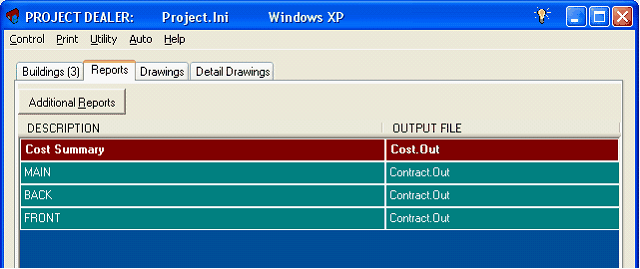 PROJECT DEALER: Project.Ini Windows XP
Control Print Utility Auto Help
Buildings (3) Reports Drawings Detail Drawings
Additional Reports
DESCRIPTION OUTPUT FILE
Cost Summary Cost.Out
MAIN Contract.Out
BACK Contract.Out
FRONT Contract.Out